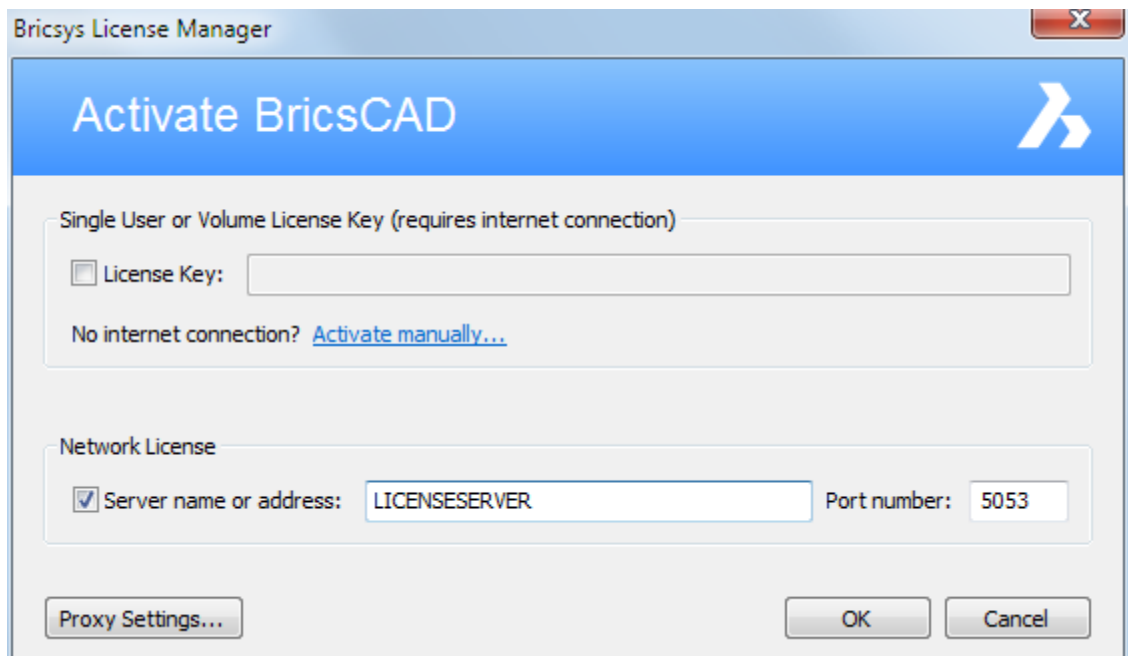 Bricsys License Manager
Activate BricsCAD
Single User or Volume License Key (requires internet connection)
License Key:
No internet connection? Activate manually...
Network License
Server name or address: LICENSESERVER Port number: 5053
Proxy Settings... OK Cancel